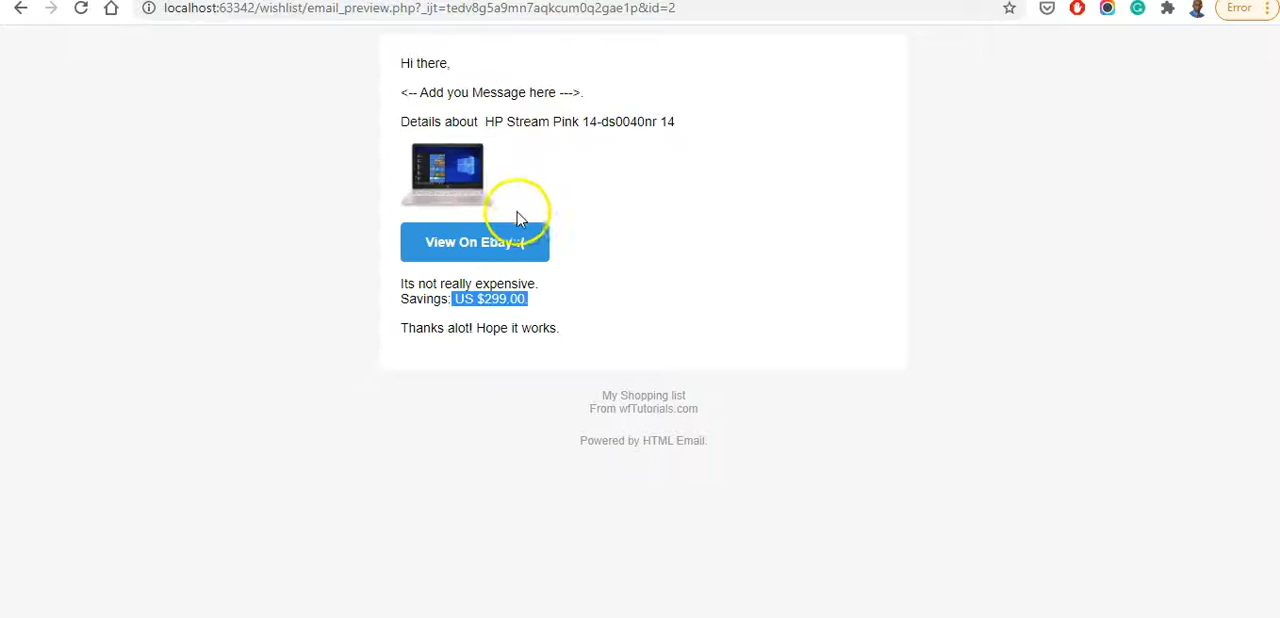 localhost:63342/wishlist/email_preview.php?_ijt=tedv8g5a9mn7aqkcum0q2gae1p&id=2
Error
Hi there,
<-- Add you Message here --->.
Details about HP Stream Pink 14-ds0040nr 14
View On Ebay :(
Its not really expensive.
Savings: US $299.00.
Thanks alot! Hope it works.
My Shopping list
From wfTutorials.com
Powered by HTML Email.